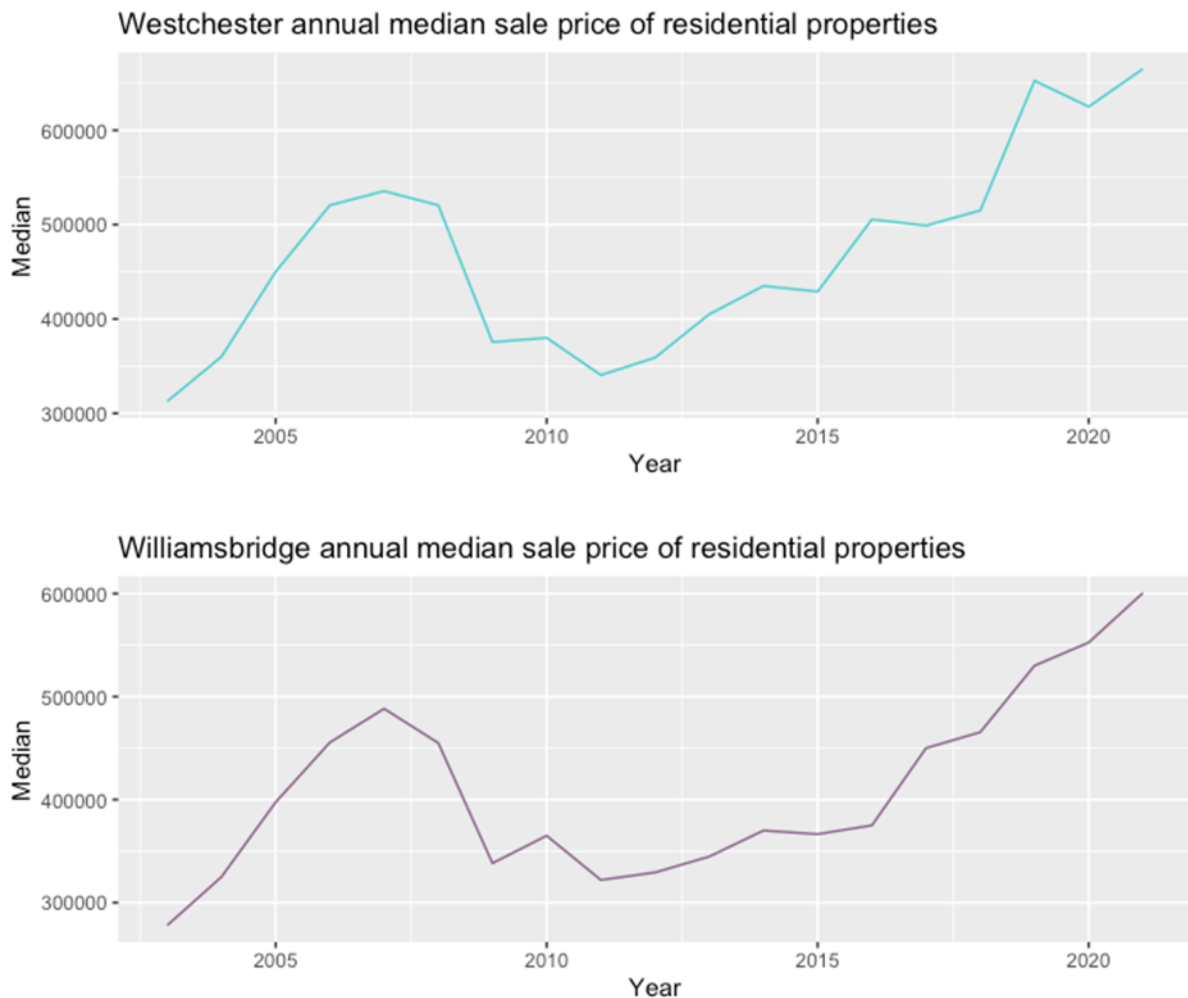 Westchester annual median sale price of residential properties
Median
600000
500000
400000
300000
2005 2010 2015 2020
Year
Williamsbridge annual median sale price of residential properties
Median
600000
500000
400000
300000
2005 2010 2015 2020
Year